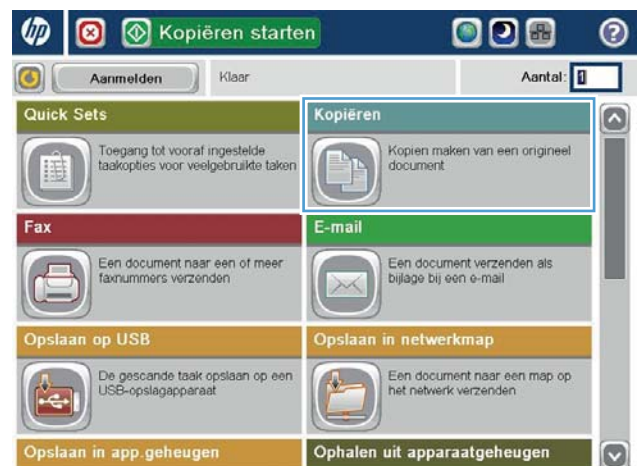 hp Kopiëren starten ?
Aanmelden Klaar Aantal: 1
Quick Sets
Toegang tot vooraf ingestelde
taakopties voor veelgebruikte taken
Kopiëren
Kopien maken van een origineel
document
Fax
Een document naar een of meer
faxnummers verzenden
E-mail
Een document verzenden als
bijlage bij een e-mail
Opslaan op USB
De gescande taak opslaan op een
USB-opslagapparaat
Opslaan in netwerkmap
Een document naar een map op
het netwerk verzenden
Opslaan in app.geheugen
Ophalen uit apparaatgeheugen